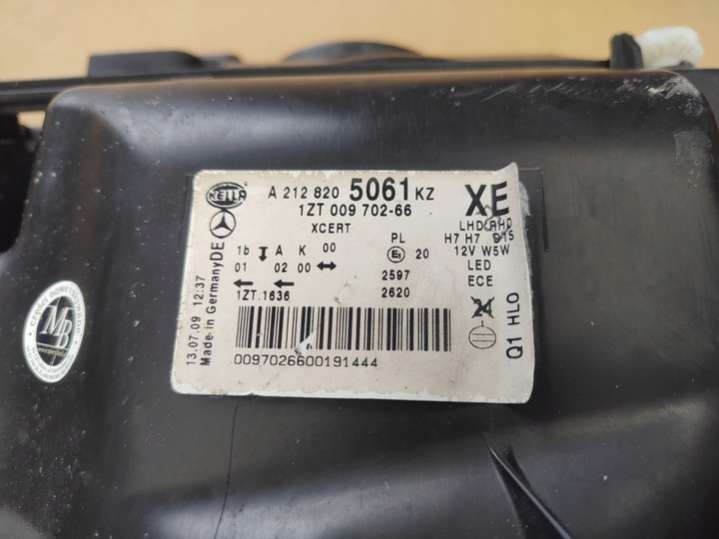 HELLA
A 212 820 5061 KZ
1ZT 009 702-66
XCERT
XE
LHD RHD
H7 H7 D1S
12V W5W
LED
ECE
1b A K 00
01 02 00
PL
E1 20
2597
2620
1ZT.1636
0097026600191444
13.07.09 12:37
Made in Germany DE
Q1 HLO
24
MB